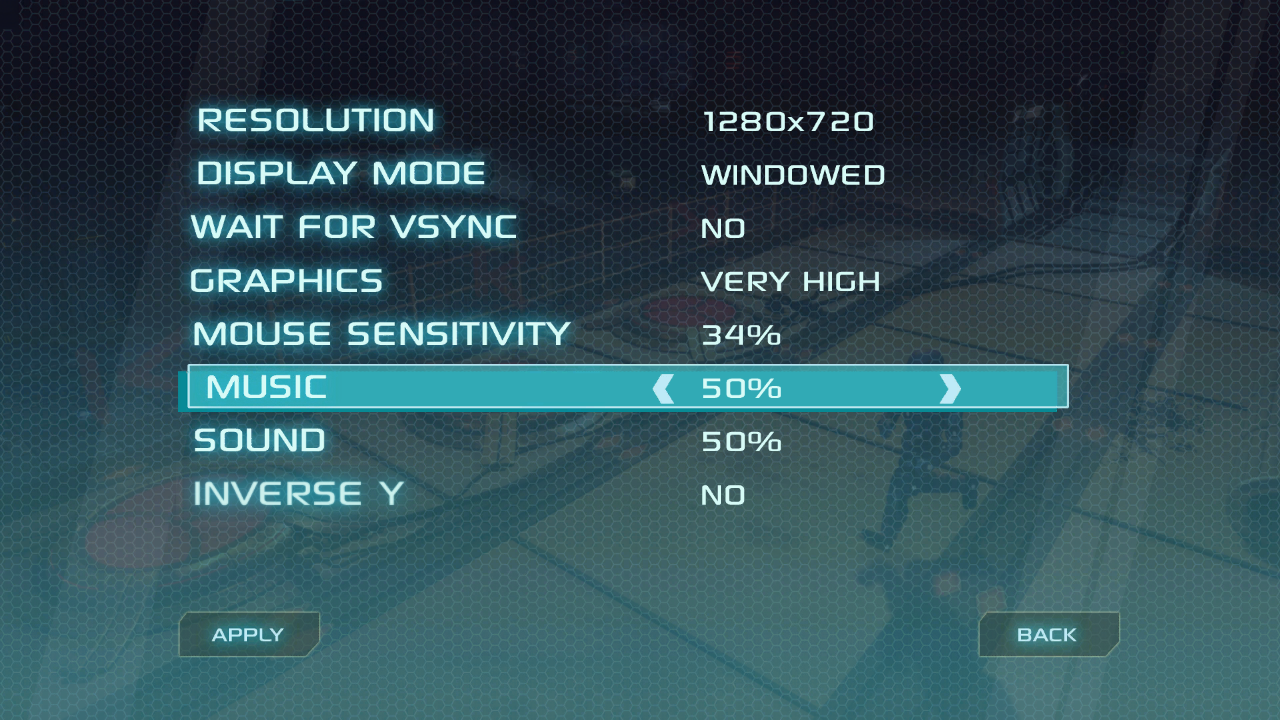 RESOLUTION 1280x720
DISPLAY MODE WINDOWED
WAIT FOR VSYNC NO
GRAPHICS VERY HIGH
MOUSE SENSITIVITY 34%
MUSIC 50%
SOUND 50%
INVERSE Y NO
APPLY BACK